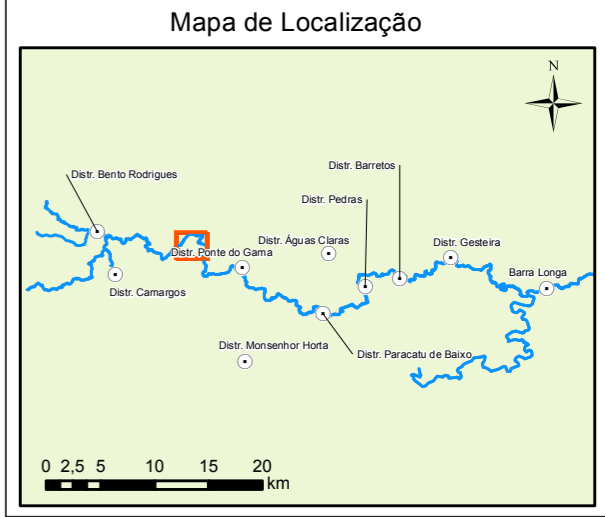 Mapa de Localização
N
Distr. Barretos
Distr. Bento Rodrigues
Distr. Pedras
Distr. Águas Claras
Distr. Gesteira
Distr. Ponte do Gama
Barra Longa
Distr. Camargos
Distr. Monsenhor Horta
Distr. Paracatu de Baixo
0 2,5 5 10 15 20
km